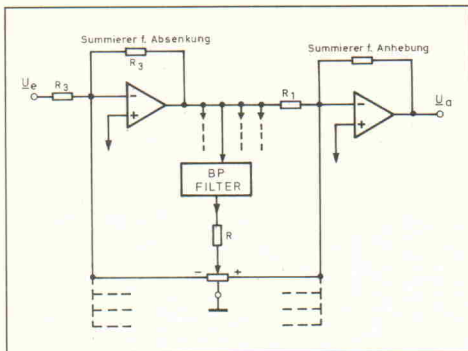 Summierer f. Absenkung
Summierer f. Anhebung
R3
Ue
R3
R1
Ua
−
+
−
+
BP
FILTER
R
− +